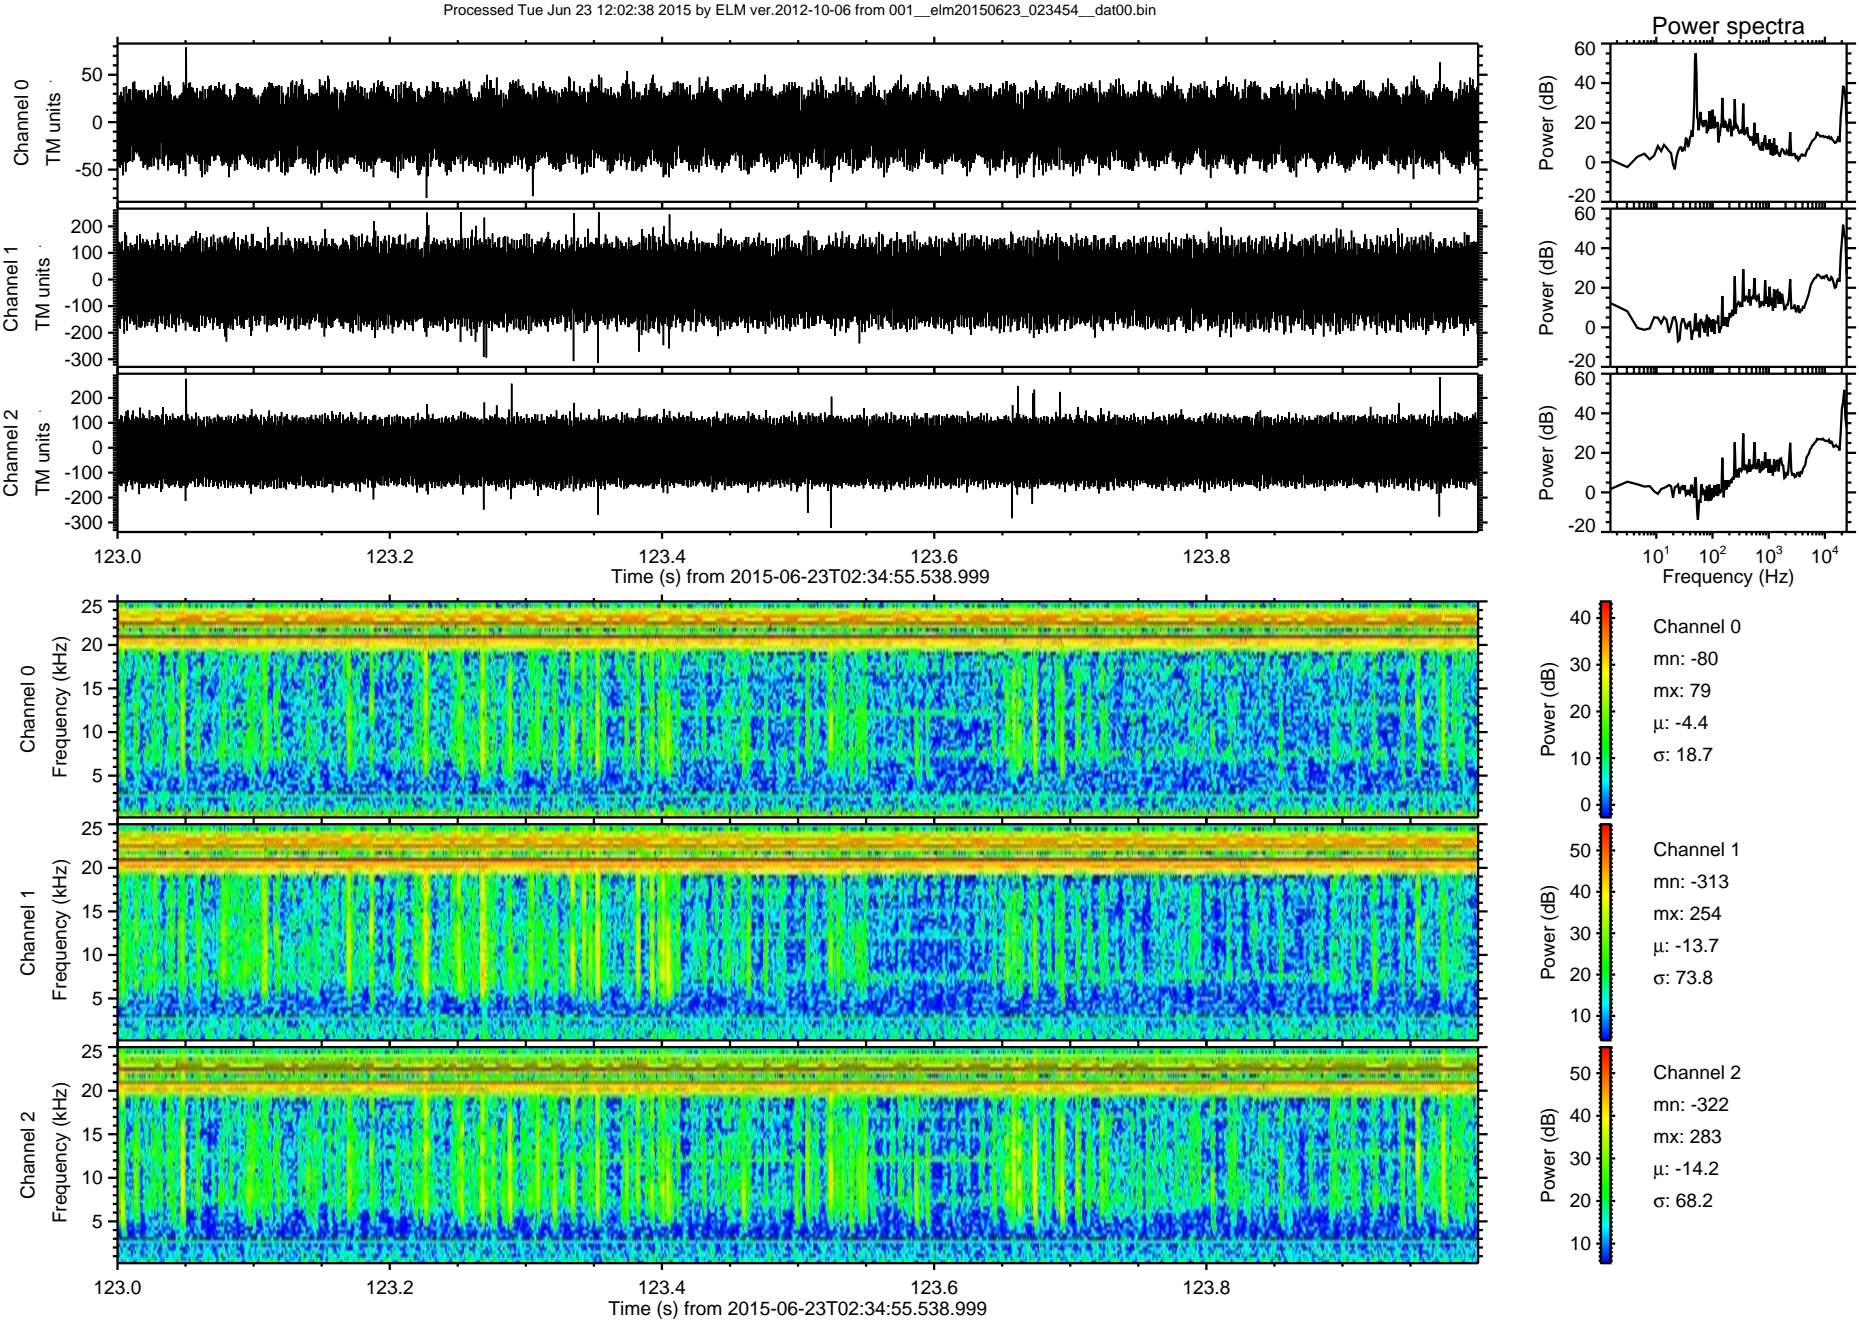 Processed Tue Jun 23 12:02:38 2015 by ELM ver.2012-10-06 from 001__elm20150623_023454__dat00.bin
Power spectra
Channel 0
TM units
50
0
-50
Power (dB)
60
40
20
0
-20
Channel 1
TM units
200
100
0
-100
-200
-300
Power (dB)
60
40
20
0
-20
Channel 2
TM units
200
100
0
-100
-200
-300
Power (dB)
60
40
20
0
-20
123.0 123.2 123.4 123.6 123.8
Time (s) from 2015-06-23T02:34:55.538.999
10¹ 10² 10³ 10⁴
Frequency (Hz)
Channel 0
Frequency (kHz)
25
20
15
10
5
Power (dB)
40
30
20
10
0
Channel 0
mn: -80
mx: 79
μ: -4.4
σ: 18.7
Channel 1
Frequency (kHz)
25
20
15
10
5
Power (dB)
50
40
30
20
10
Channel 1
mn: -313
mx: 254
μ: -13.7
σ: 73.8
Channel 2
Frequency (kHz)
25
20
15
10
5
Power (dB)
50
40
30
20
10
Channel 2
mn: -322
mx: 283
μ: -14.2
σ: 68.2
123.0 123.2 123.4 123.6 123.8
Time (s) from 2015-06-23T02:34:55.538.999